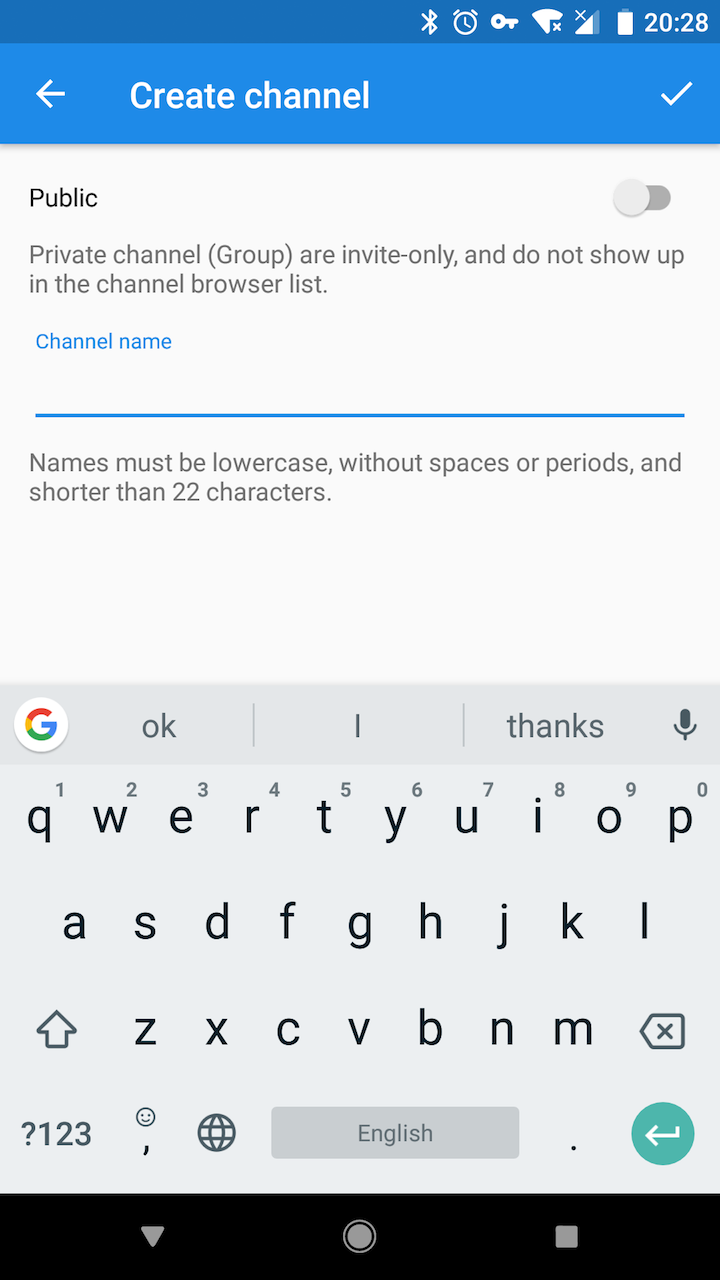 20:28
Create channel
Public
Private channel (Group) are invite-only, and do not show up
in the channel browser list.
Channel name
Names must be lowercase, without spaces or periods, and
shorter than 22 characters.
ok I thanks
1 2 3 4 5 6 7 8 9 0
q w e r t y u i o p
a s d f g h j k l
z x c v b n m
?123 , English .